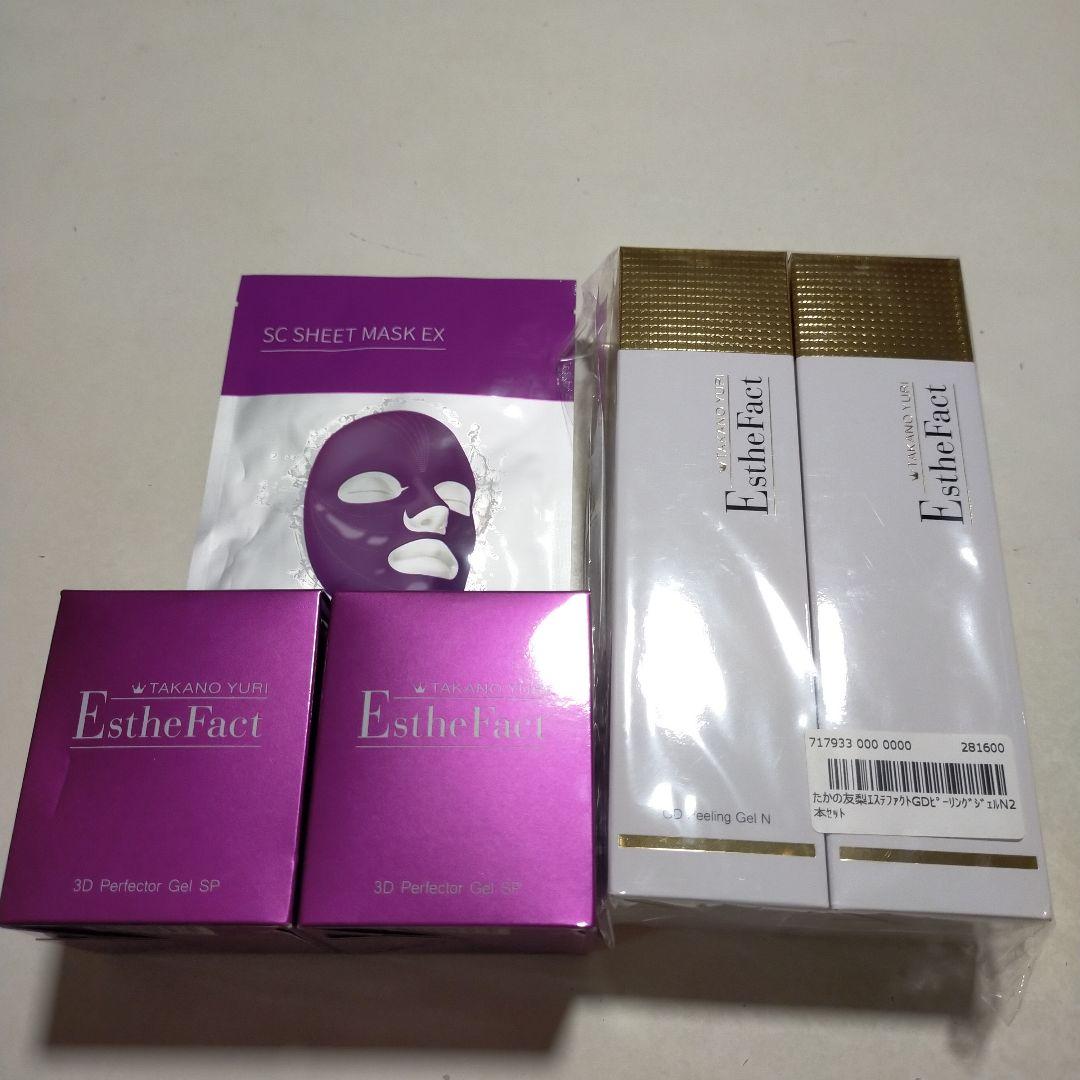 SC SHEET MASK EX
TAKANO YURI
EstheFact
3D Perfector Gel SP
TAKANO YURI
EstheFact
3D Perfector Gel SP
TAKANO YURI
EstheFact
GD Peeling Gel N
TAKANO YURI
EstheFact
717933 000 0000 281600
たかの友梨ｴｽﾃﾌｧｸﾄGDﾋﾟｰﾘﾝｸﾞｼﾞｪﾙN2
本ｾｯﾄ